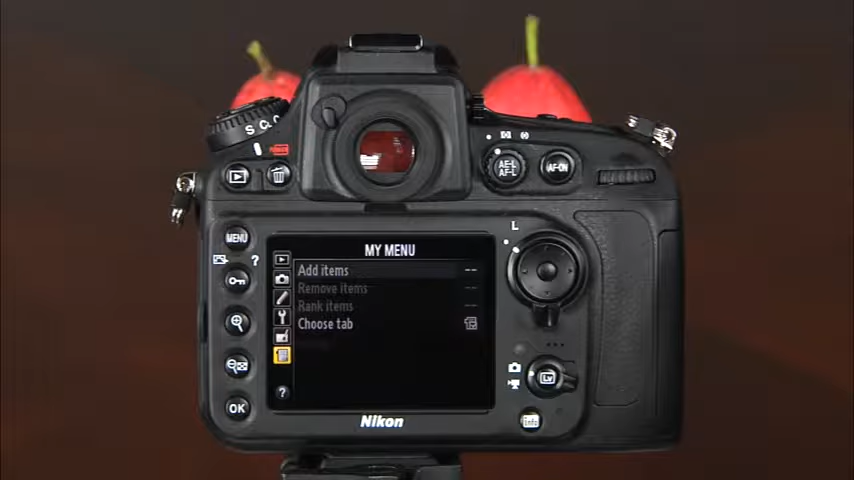 S CL C
AE-L
AF-L
AF-ON
L
MENU
?
MY MENU
Add items --
Remove items ---
Rank items ---
Choose tab
?
Lv
OK
Nikon
info